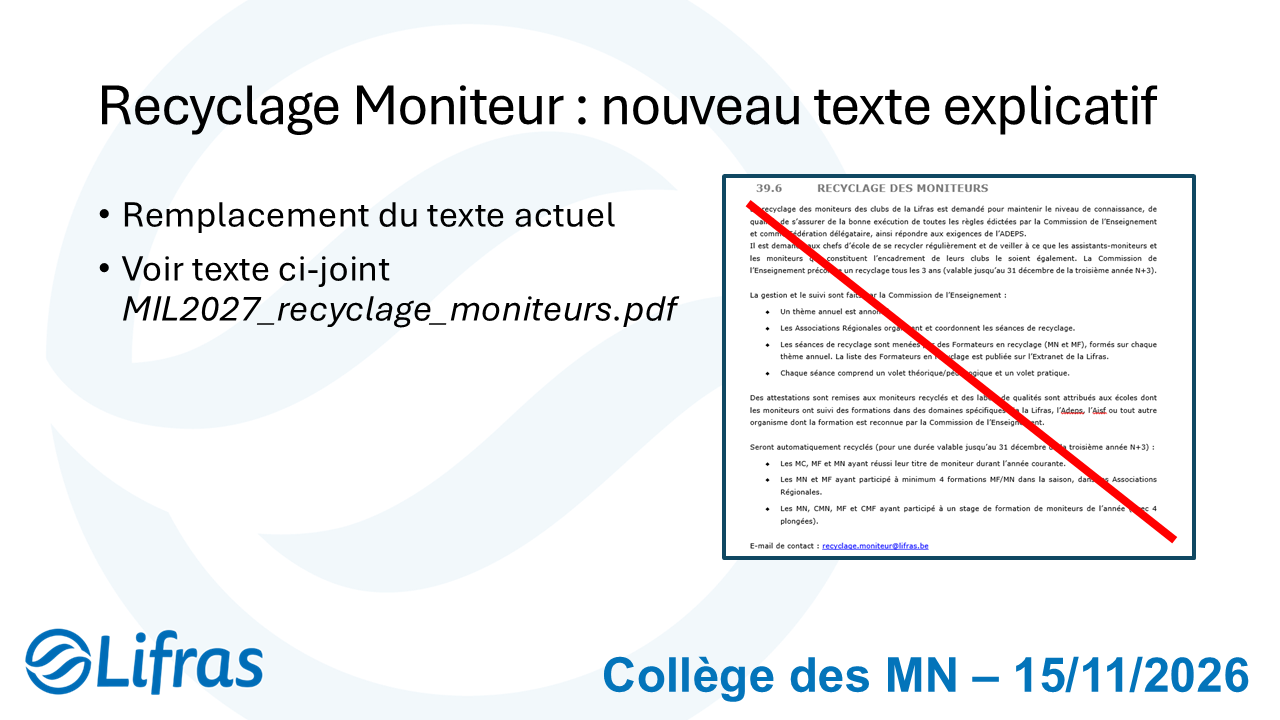 Recyclage Moniteur : nouveau texte explicatif
• Remplacement du texte actuel
• Voir texte ci-joint
MIL2027_recyclage_moniteurs.pdf
39.6 RECYCLAGE DES MONITEURS
recyclage des moniteurs des clubs de la Lifras est demandé pour maintenir le niveau de connaissance, de
de s'assurer de la bonne exécution de toutes les règles édictées par la Commission de l'Enseignement
et Fédération délégataire, ainsi répondre aux exigences de l'ADEPS.
Il est aux chefs d'école de se recycler régulièrement et de veiller à ce que les assistants-moniteurs et
les moniteurs constituent l'encadrement de leurs clubs le soient également. La Commission de
l'Enseignement un recyclage tous les 3 ans (valable jusqu'au 31 décembre de la troisième année N+3).
La gestion et le suivi sont par la Commission de l'Enseignement :
◆ Un thème annuel est
◆ Les Associations Régionales et coordonnent les séances de recyclage.
◆ Les séances de recyclage sont menées des Formateurs en recyclage (MN et MF), formés sur chaque
thème annuel. La liste des Formateurs en recyclage est publiée sur l'Extranet de la Lifras.
◆ Chaque séance comprend un volet théorique/pédagogique et un volet pratique.
Des attestations sont remises aux moniteurs recyclés et des labels de qualités sont attribués aux écoles dont
les moniteurs ont suivi des formations dans des domaines spécifiques la Lifras, l'Adeps, l'Aisf ou tout autre
organisme dont la formation est reconnue par la Commission de l'Enseignement.
Seront automatiquement recyclés (pour une durée valable jusqu'au 31 décembre troisième année N+3) :
◆ Les MC, MF et MN ayant réussi leur titre de moniteur durant l'année courante.
◆ Les MN et MF ayant participé à minimum 4 formations MF/MN dans la saison, dans Associations
Régionales.
◆ Les MN, CMN, MF et CMF ayant participé à un stage de formation de moniteurs de l'année 4
plongées).
E-mail de contact : recyclage.moniteur@lifras.be
Lifras
Collège des MN – 15/11/2026